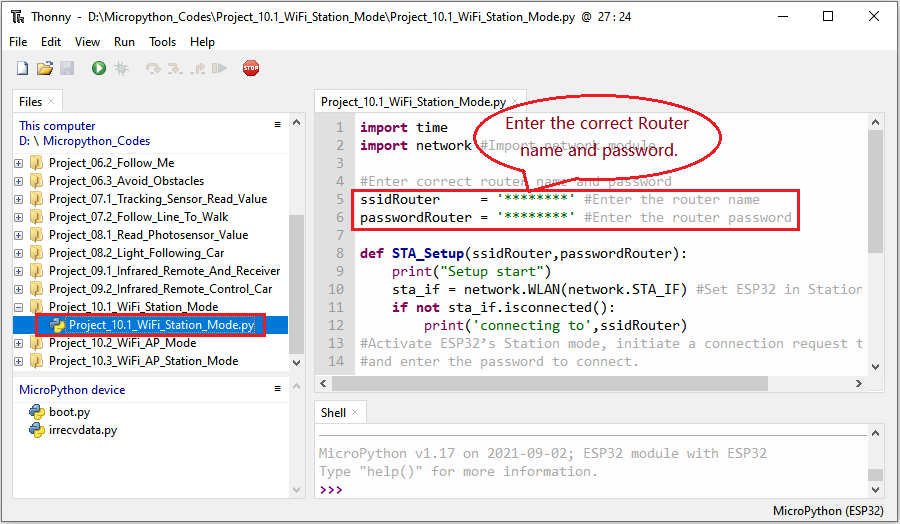 Thonny - D:\Micropython_Codes\Project_10.1_WiFi_Station_Mode\Project_10.1_WiFi_Station_Mode.py @ 27 : 24
File Edit View Run Tools Help
STOP
Files
This computer
D: \ Micropython_Codes
Project_06.2_Follow_Me
Project_06.3_Avoid_Obstacles
Project_07.1_Tracking_Sensor_Read_Value
Project_07.2_Follow_Line_To_Walk
Project_08.1_Read_Photosensor_Value
Project_08.2_Light_Following_Car
Project_09.1_Infrared_Remote_And_Receiver
Project_09.2_Infrared_Remote_Control_Car
Project_10.1_WiFi_Station_Mode
Project_10.1_WiFi_Station_Mode.py
Project_10.2_WiFi_AP_Mode
Project_10.3_WiFi_AP_Station_Mode
MicroPython device
boot.py
irrecvdata.py
Project_10.1_WiFi_Station_Mode.py
Enter the correct Router
name and password.
1 import time
2 import network #Import network module
3
4 #Enter correct router name and password
5 ssidRouter     = '********' #Enter the router name
6 passwordRouter = '********' #Enter the router password
7
8 def STA_Setup(ssidRouter,passwordRouter):
9     print("Setup start")
10     sta_if = network.WLAN(network.STA_IF) #Set ESP32 in Station
11     if not sta_if.isconnected():
12         print('connecting to',ssidRouter)
13 #Activate ESP32’s Station mode, initiate a connection request t
14 #and enter the password to connect.
Shell
MicroPython v1.17 on 2021-09-02; ESP32 module with ESP32
Type "help()" for more information.
>>>
MicroPython (ESP32)